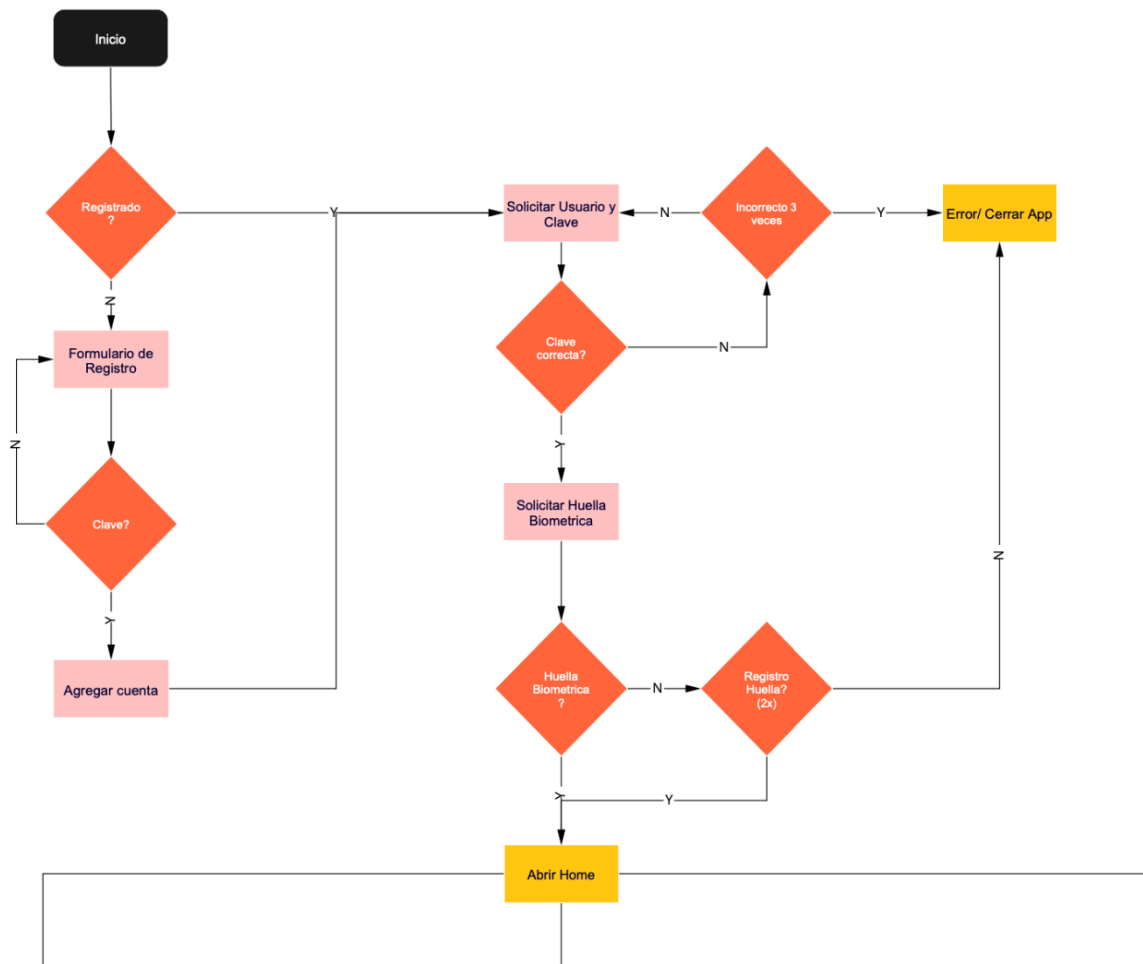 Inicio
Registrado
?
Y
Solicitar Usuario y
Clave
N
Incorrecto 3
veces
Y
Error/ Cerrar App
N
Formulario de
Registro
Clave
correcta?
N
N
Y
Solicitar Huella
Biometrica
Clave?
N
Y
Agregar cuenta
Huella
Biometrica
?
N
Registro
Huella?
(2x)
Y
Y
Abrir Home